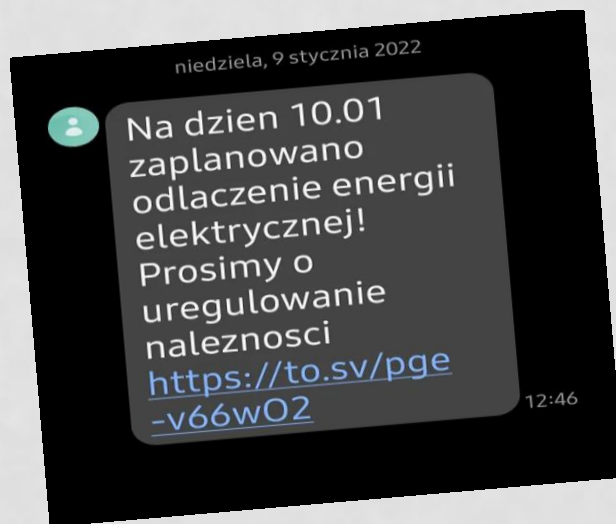 niedziela, 9 stycznia 2022
Na dzien 10.01
zaplanowano
odlaczenie energii
elektrycznej!
Prosimy o
uregulowanie
naleznosci
https://to.sv/pge
-v66wO2
12:46